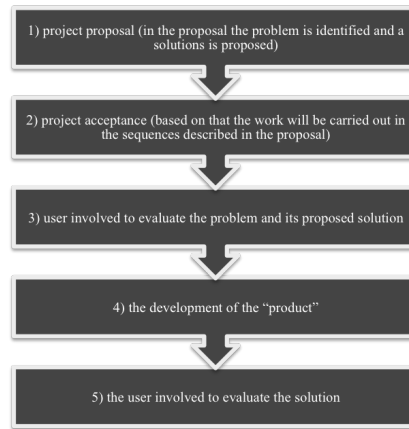 1) project proposal (in the proposal the problem is identified and a
solutions is proposed)
2) project acceptance (based on that the work will be carried out in
the sequences described in the proposal)
3) user involved to evaluate the problem and its proposed solution
4) the development of the “product”
5) the user involved to evaluate the solution